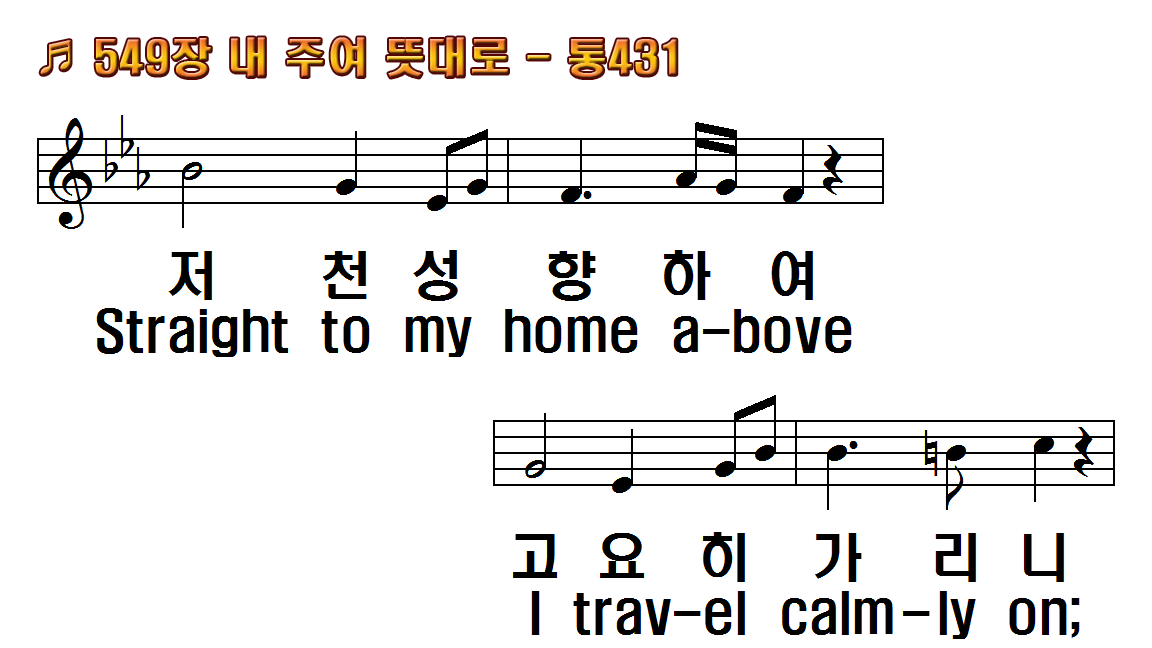 549장 내 주여 뜻대로 - 통431
저 천 성 향 하 여
Straight to my home a-bove
고 요 히 가 리 니
I trav-el calm-ly on;